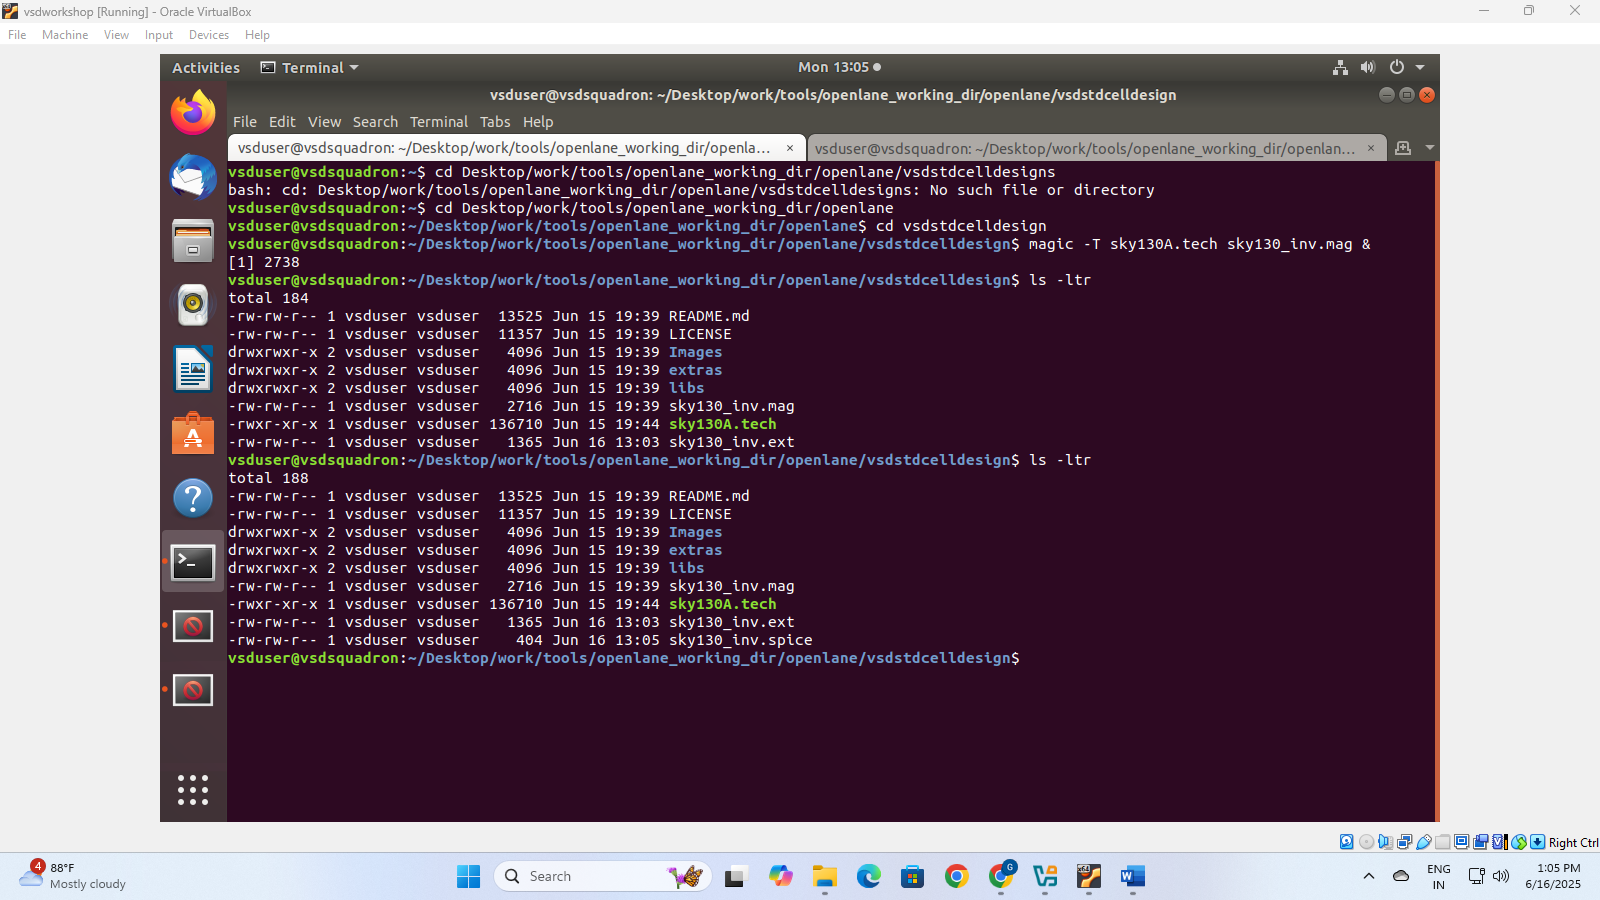 vsdworkshop [Running] - Oracle VirtualBox
File Machine View Input Devices Help
Activities Terminal Mon 13:05
vsduser@vsdsquadron: ~/Desktop/work/tools/openlane_working_dir/openlane/vsdstdcelldesign
File Edit View Search Terminal Tabs Help
vsduser@vsdsquadron: ~/Desktop/work/tools/openlane_working_dir/openla... × vsduser@vsdsquadron: ~/Desktop/work/tools/openlane_working_dir/openlan... ×
vsduser@vsdsquadron:~$ cd Desktop/work/tools/openlane_working_dir/openlane/vsdstdcelldesigns
bash: cd: Desktop/work/tools/openlane_working_dir/openlane/vsdstdcelldesigns: No such file or directory
vsduser@vsdsquadron:~$ cd Desktop/work/tools/openlane_working_dir/openlane
vsduser@vsdsquadron:~/Desktop/work/tools/openlane_working_dir/openlane$ cd vsdstdcelldesign
vsduser@vsdsquadron:~/Desktop/work/tools/openlane_working_dir/openlane/vsdstdcelldesign$ magic -T sky130A.tech sky130_inv.mag &
[1] 2738
vsduser@vsdsquadron:~/Desktop/work/tools/openlane_working_dir/openlane/vsdstdcelldesign$ ls -ltr
total 184
-rw-rw-r-- 1 vsduser vsduser  13525 Jun 15 19:39 README.md
-rw-rw-r-- 1 vsduser vsduser  11357 Jun 15 19:39 LICENSE
drwxrwxr-x 2 vsduser vsduser   4096 Jun 15 19:39 Images
drwxrwxr-x 2 vsduser vsduser   4096 Jun 15 19:39 extras
drwxrwxr-x 2 vsduser vsduser   4096 Jun 15 19:39 libs
-rw-rw-r-- 1 vsduser vsduser   2716 Jun 15 19:39 sky130_inv.mag
-rwxr-xr-x 1 vsduser vsduser 136710 Jun 15 19:44 sky130A.tech
-rw-rw-r-- 1 vsduser vsduser   1365 Jun 16 13:03 sky130_inv.ext
vsduser@vsdsquadron:~/Desktop/work/tools/openlane_working_dir/openlane/vsdstdcelldesign$ ls -ltr
total 188
-rw-rw-r-- 1 vsduser vsduser  13525 Jun 15 19:39 README.md
-rw-rw-r-- 1 vsduser vsduser  11357 Jun 15 19:39 LICENSE
drwxrwxr-x 2 vsduser vsduser   4096 Jun 15 19:39 Images
drwxrwxr-x 2 vsduser vsduser   4096 Jun 15 19:39 extras
drwxrwxr-x 2 vsduser vsduser   4096 Jun 15 19:39 libs
-rw-rw-r-- 1 vsduser vsduser   2716 Jun 15 19:39 sky130_inv.mag
-rwxr-xr-x 1 vsduser vsduser 136710 Jun 15 19:44 sky130A.tech
-rw-rw-r-- 1 vsduser vsduser   1365 Jun 16 13:03 sky130_inv.ext
-rw-rw-r-- 1 vsduser vsduser    404 Jun 16 13:05 sky130_inv.spice
vsduser@vsdsquadron:~/Desktop/work/tools/openlane_working_dir/openlane/vsdstdcelldesign$
Right Ctrl
4
88°F
Mostly cloudy
Search
G
ENG
IN
1:05 PM
6/16/2025